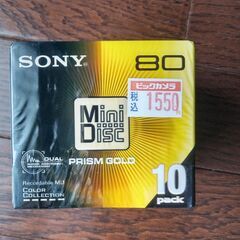 SONY
80
ビックカメラ
税込
1550
Mini
Disc
DUAL
PRISM GOLD
Recordable MD
COLOR
COLLECTION
10
pack